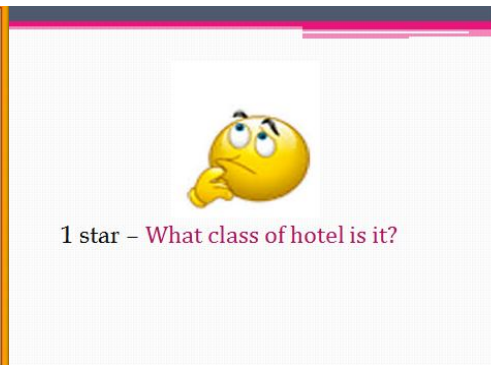 1 star – What class of hotel is it?